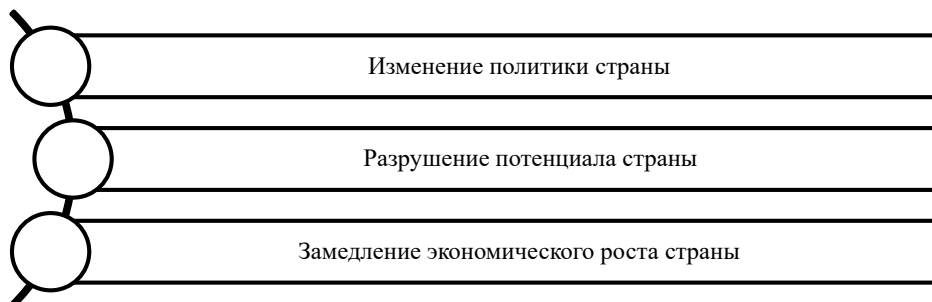 Изменение политики страны
Разрушение потенциала страны
Замедление экономического роста страны